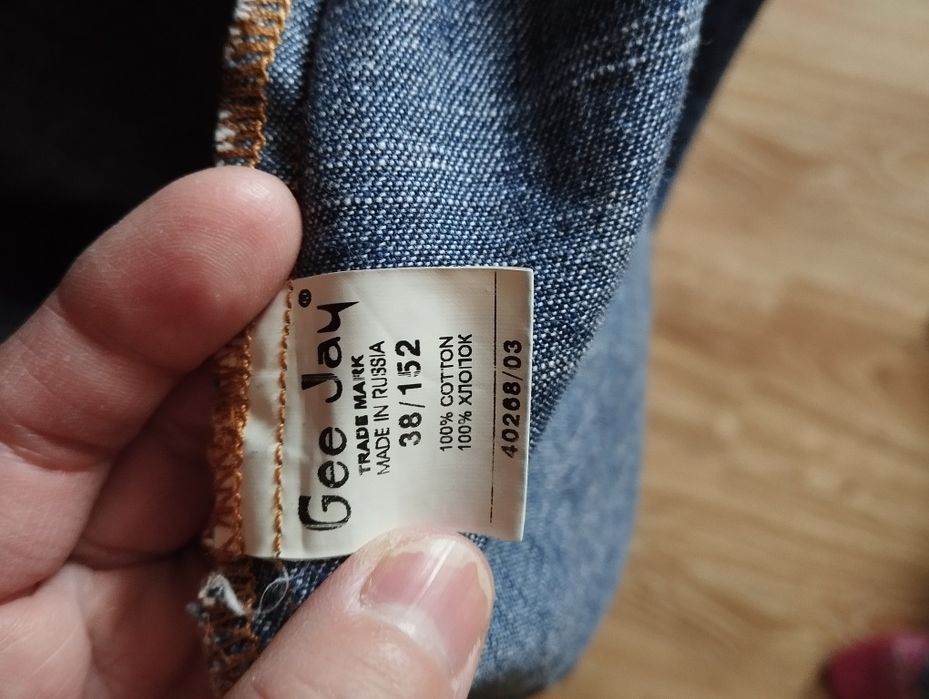 Gee Jay®
TRADE MARK
MADE IN RUSSIA
38/152
100% COTTON
100% ХЛОПОК
40268/03